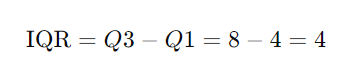 IQR = Q3 − Q1 = 8 − 4 = 4